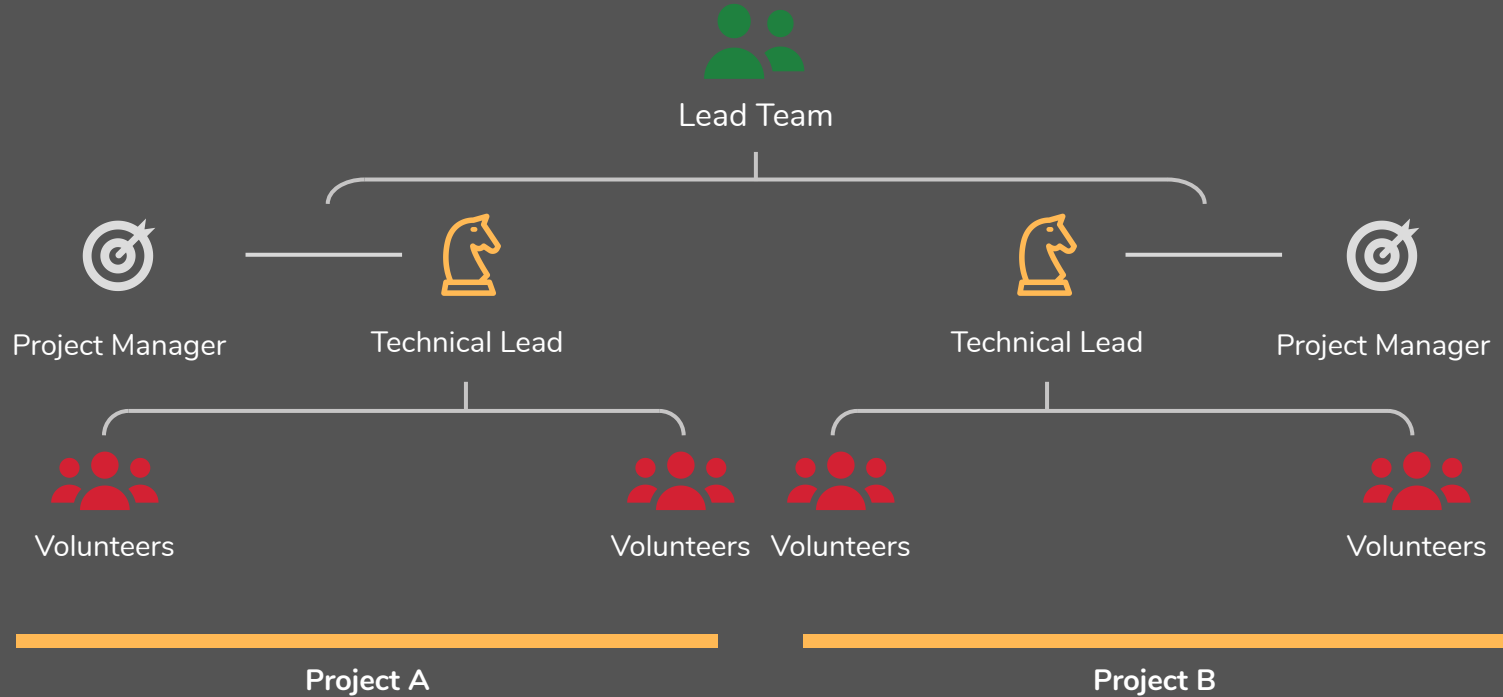 Lead Team
Project Manager
Technical Lead
Technical Lead
Project Manager
Volunteers
Volunteers
Volunteers
Volunteers
Project A
Project B